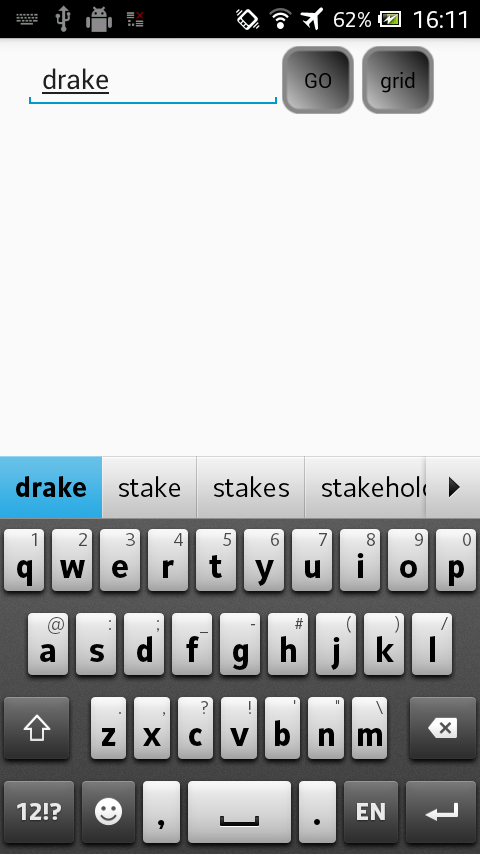 62% 16:11
drake GO grid
drake stake stakes stakehol
1 2 3 4 5 6 7 8 9 0
q w e r t y u i o p
@ : ; _ - # ( ) /
a s d f g h j k l
. , ? ! ' " \
z x c v b n m
12!? , . EN